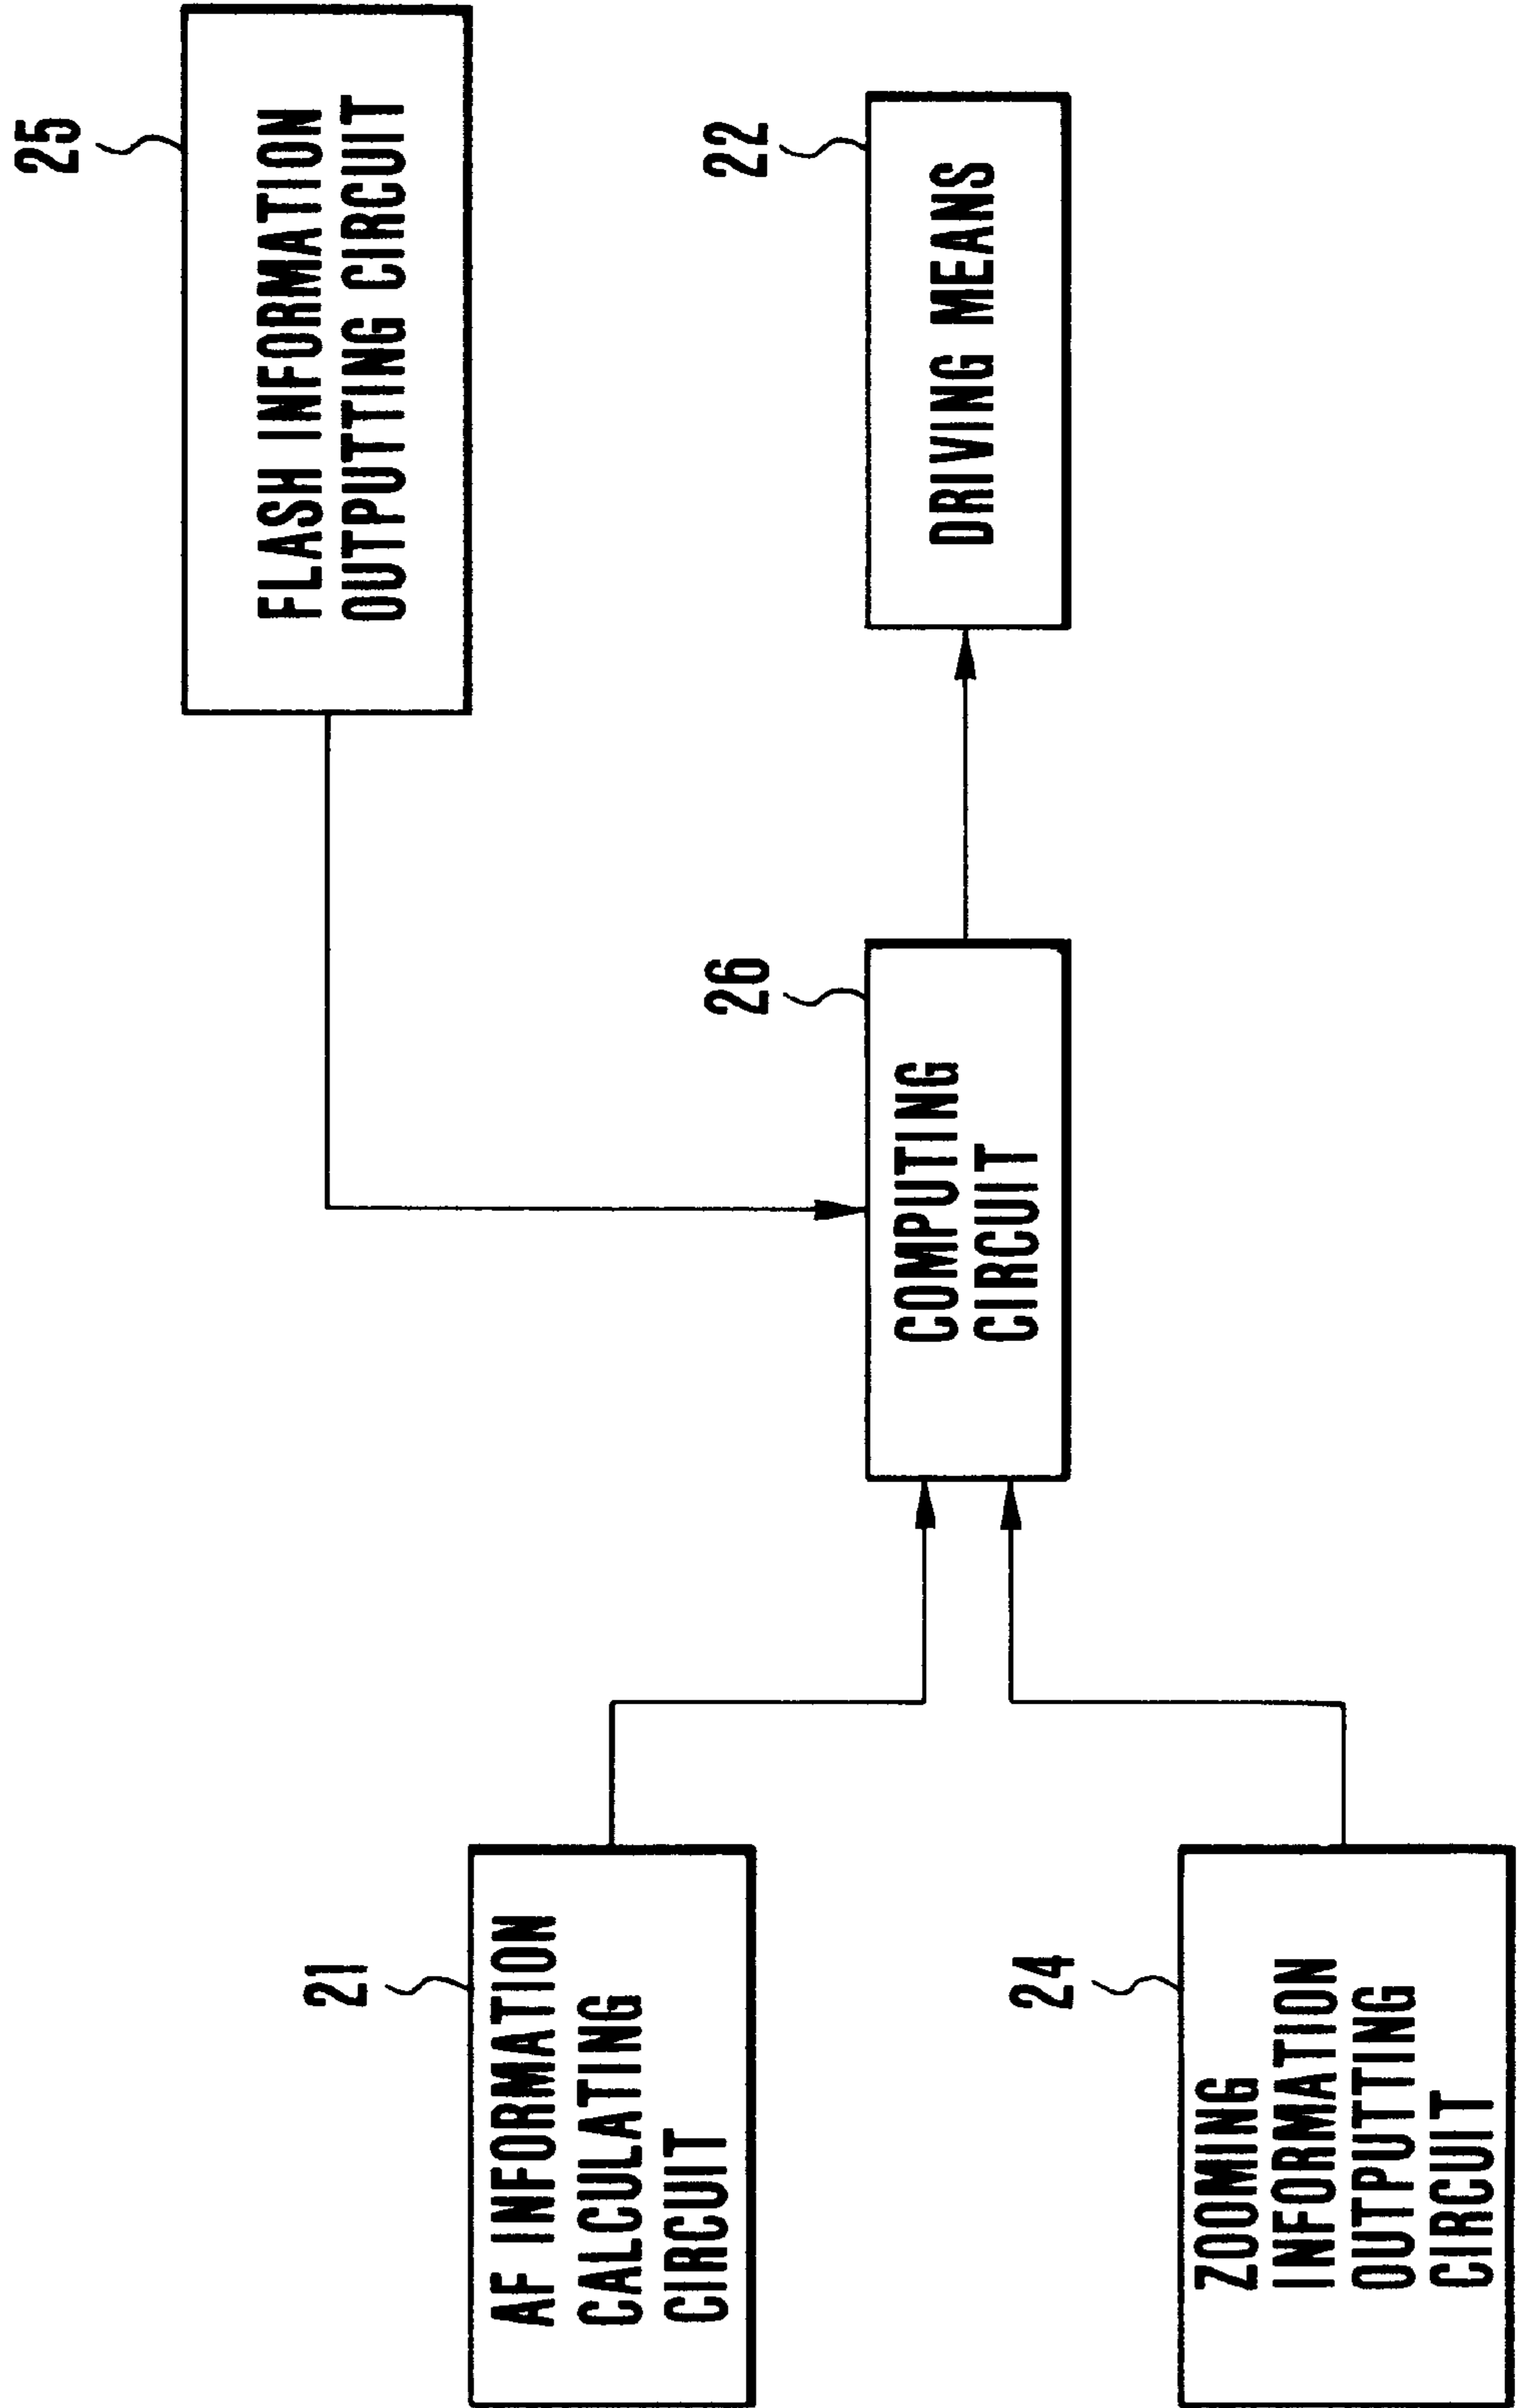 25
FLASH INFORMATION
OUTPUTTING CIRCUIT
21
AF INFORMATION
CALCULATING
CIRCUIT
26
COMPUTING
CIRCUIT
22
DRIVING MEANS
24
ZOOMING
INFORMATION
OUTPUTTING
CIRCUIT